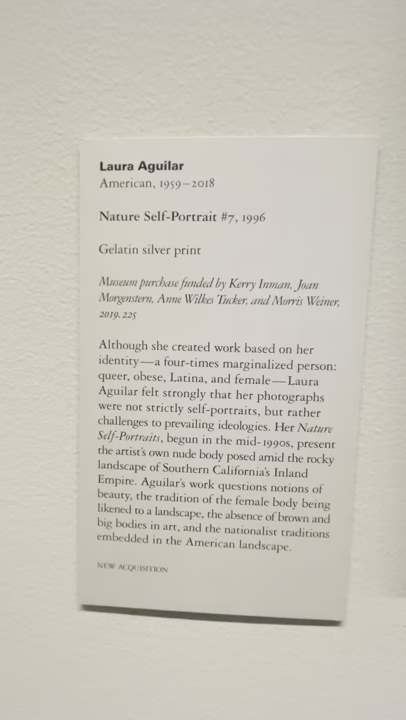 Laura Aguilar
American, 1959–2018
Nature Self-Portrait #7, 1996
Gelatin silver print
Museum purchase funded by Kerry Inman, Joan
Morgenstern, Anne Wilkes Tucker, and Morris Weiner,
2019.225
Although she created work based on her
identity—a four-times marginalized person:
queer, obese, Latina, and female—Laura
Aguilar felt strongly that her photographs
were not strictly self-portraits, but rather
challenges to prevailing ideologies. Her Nature
Self-Portraits, begun in the mid-1990s, present
the artist's own nude body posed amid the rocky
landscape of Southern California's Inland
Empire. Aguilar's work questions notions of
beauty, the tradition of the female body being
likened to a landscape, the absence of brown and
big bodies in art, and the nationalist traditions
embedded in the American landscape.
NEW ACQUISITION